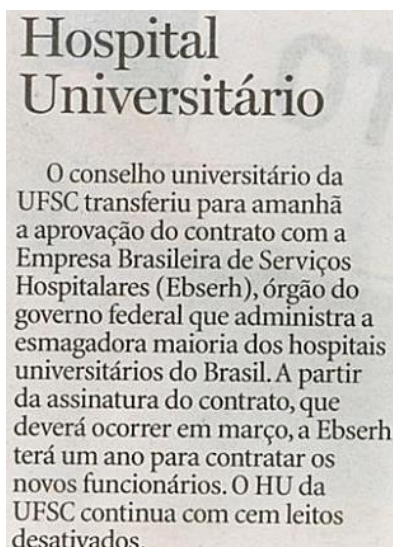 Hospital
Universitário
O conselho universitário da
UFSC transferiu para amanhã
a aprovação do contrato com a
Empresa Brasileira de Serviços
Hospitalares (Ebserh), órgão do
governo federal que administra a
esmagadora maioria dos hospitais
universitários do Brasil. A partir
da assinatura do contrato, que
deverá ocorrer em março, a Ebserh
terá um ano para contratar os
novos funcionários. O HU da
UFSC continua com cem leitos
desativados.